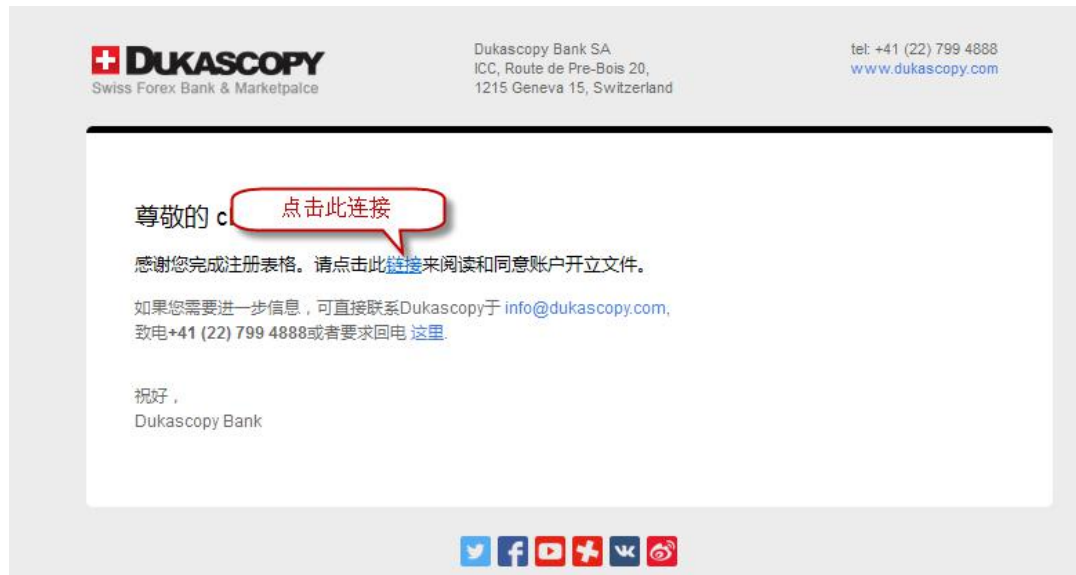 DUKASCOPY
Swiss Forex Bank & Marketpalce
Dukascopy Bank SA
ICC, Route de Pre-Bois 20,
1215 Geneva 15, Switzerland
tel: +41 (22) 799 4888
www.dukascopy.com
尊敬的
点击此连接
感谢您完成注册表格。请点击此链接来阅读和同意账户开立文件。
如果您需要进一步信息，可直接联系Dukascopy于 info@dukascopy.com,
致电+41 (22) 799 4888或者要求回电 这里.
祝好，
Dukascopy Bank